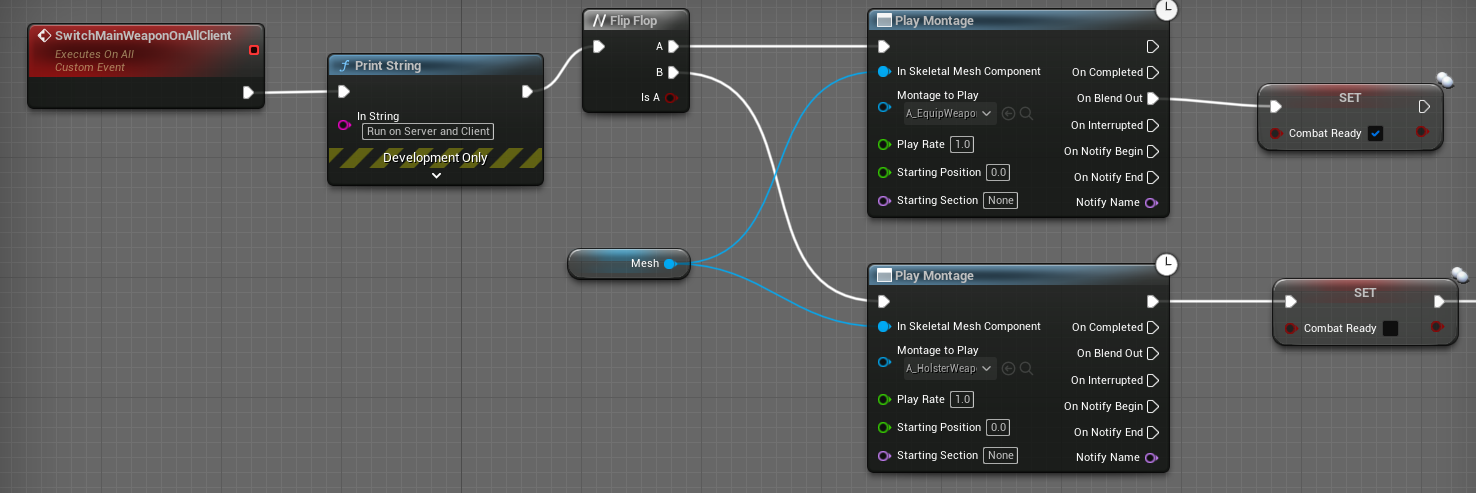 SwitchMainWeaponOnAllClient
Executes On All
Custom Event
Print String
In String
Run on Server and Client
Development Only
Flip Flop
A
B
Is A
Mesh
Play Montage
In Skeletal Mesh Component
On Completed
Montage to Play
A_EquipWeapo
On Blend Out
On Interrupted
Play Rate 1.0
On Notify Begin
Starting Position 0.0
On Notify End
Starting Section None
Notify Name
SET
Combat Ready
Play Montage
In Skeletal Mesh Component
On Completed
Montage to Play
A_HolsterWeap
On Blend Out
On Interrupted
Play Rate 1.0
On Notify Begin
Starting Position 0.0
On Notify End
Starting Section None
Notify Name
SET
Combat Ready